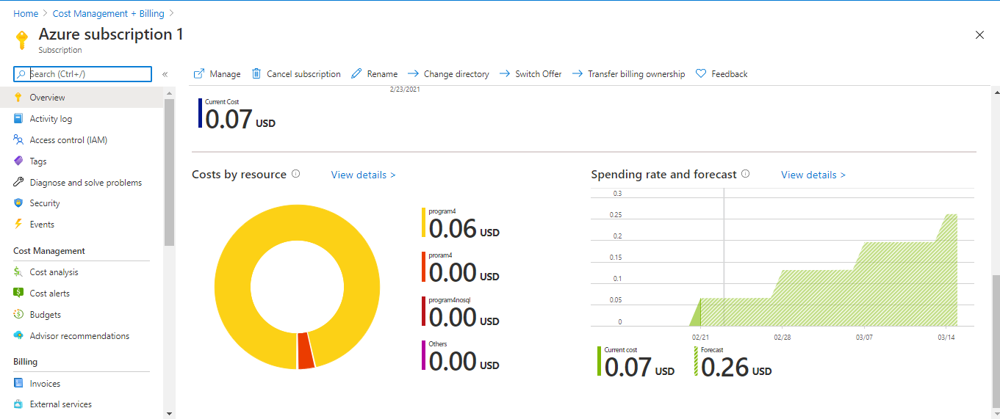 Home > Cost Management + Billing >
Azure subscription 1
Subscription
Search (Ctrl+/)
«
Overview
Activity log
Access control (IAM)
Tags
Diagnose and solve problems
Security
Events
Cost Management
Cost analysis
Cost alerts
Budgets
Advisor recommendations
Billing
Invoices
External services
Manage
Cancel subscription
Rename
Change directory
Switch Offer
Transfer billing ownership
Feedback
2/23/2021
Current Cost
0.07 USD
Costs by resource
View details >
program4
0.06 USD
proram4
0.00 USD
program4nosql
0.00 USD
Others
0.00 USD
Spending rate and forecast
View details >
0.3
0.25
0.2
0.15
0.1
0.05
0
02/21
02/28
03/07
03/14
Current cost
0.07 USD
Forecast
0.26 USD